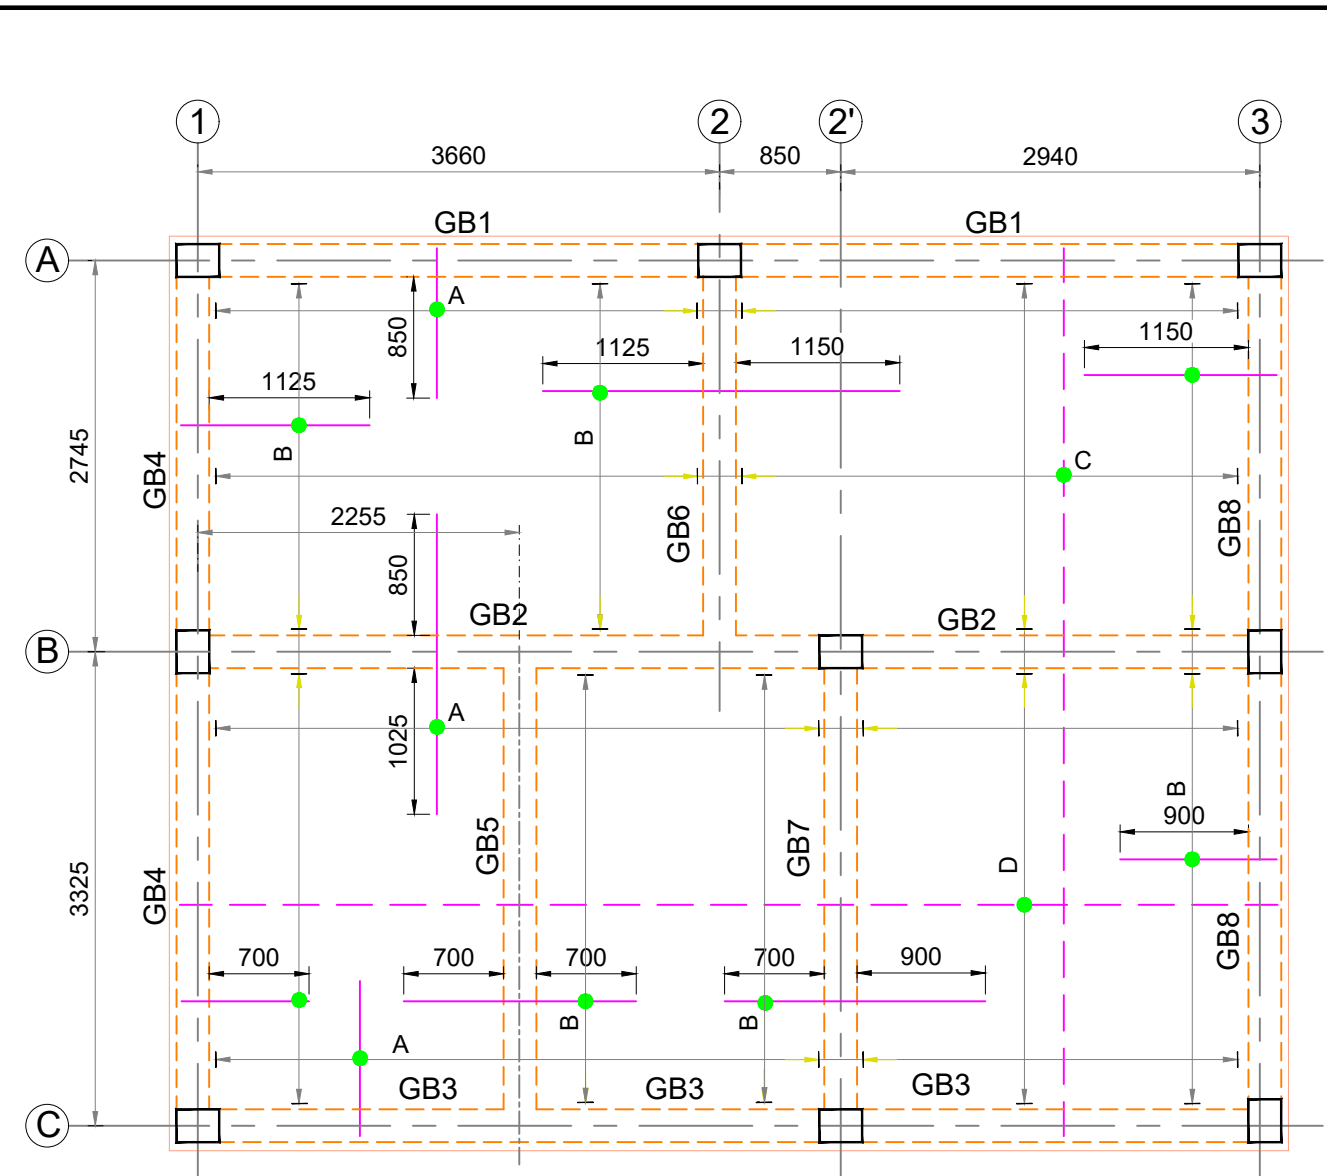 1 2 2' 3
3660 850 2940
GB1 GB1
A
A
850
1125 1150 1150
1125
B B
2745
GB4
C
2255
GB6 GB8
850
GB2 GB2
B
A
1025
B
900
GB5 GB7
D
3325
GB4
GB8
700 700 700 700 900
B B
A
GB3 GB3 GB3
C